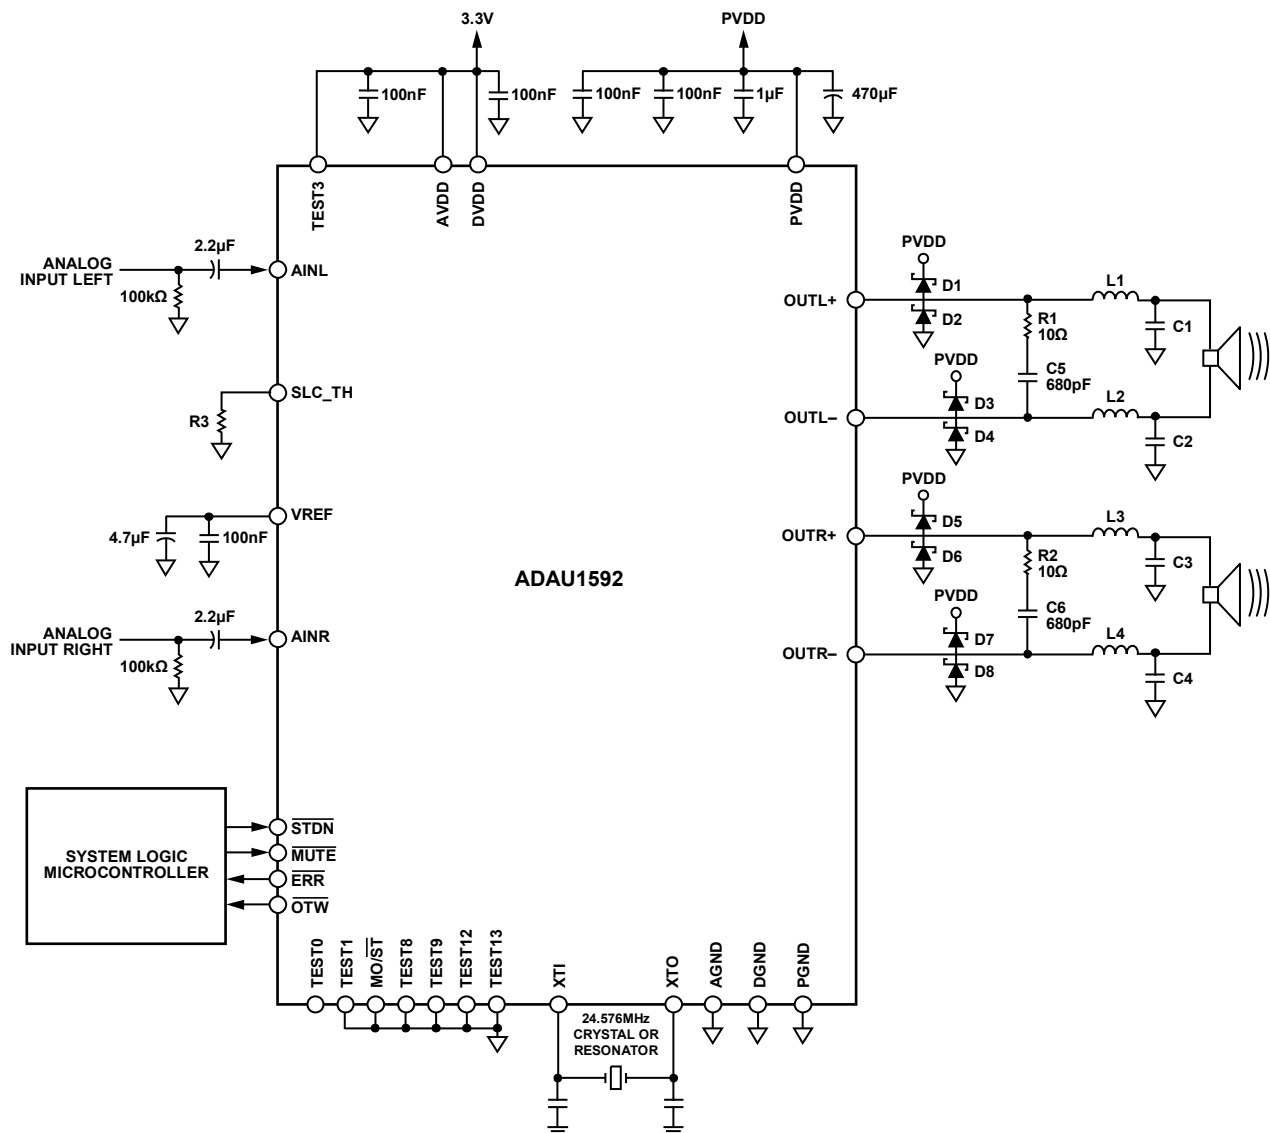 3.3V
PVDD
100nF
100nF
100nF
100nF
1µF
470µF
TEST3
AVDD
DVDD
PVDD
ANALOG
INPUT LEFT
2.2µF
100kΩ
AINL
SLC_TH
R3
VREF
4.7µF
100nF
ANALOG
INPUT RIGHT
2.2µF
100kΩ
AINR
ADAU1592
OUTL+
PVDD
D1
D2
R1
10Ω
C5
680pF
L1
C1
OUTL–
PVDD
D3
D4
L2
C2
OUTR+
PVDD
D5
D6
R2
10Ω
C6
680pF
L3
C3
OUTR–
PVDD
D7
D8
L4
C4
SYSTEM LOGIC
MICROCONTROLLER
STDN
MUTE
ERR
OTW
TEST0
TEST1
MO/ST
TEST8
TEST9
TEST12
TEST13
XTI
XTO
AGND
DGND
PGND
24.576MHz
CRYSTAL OR
RESONATOR